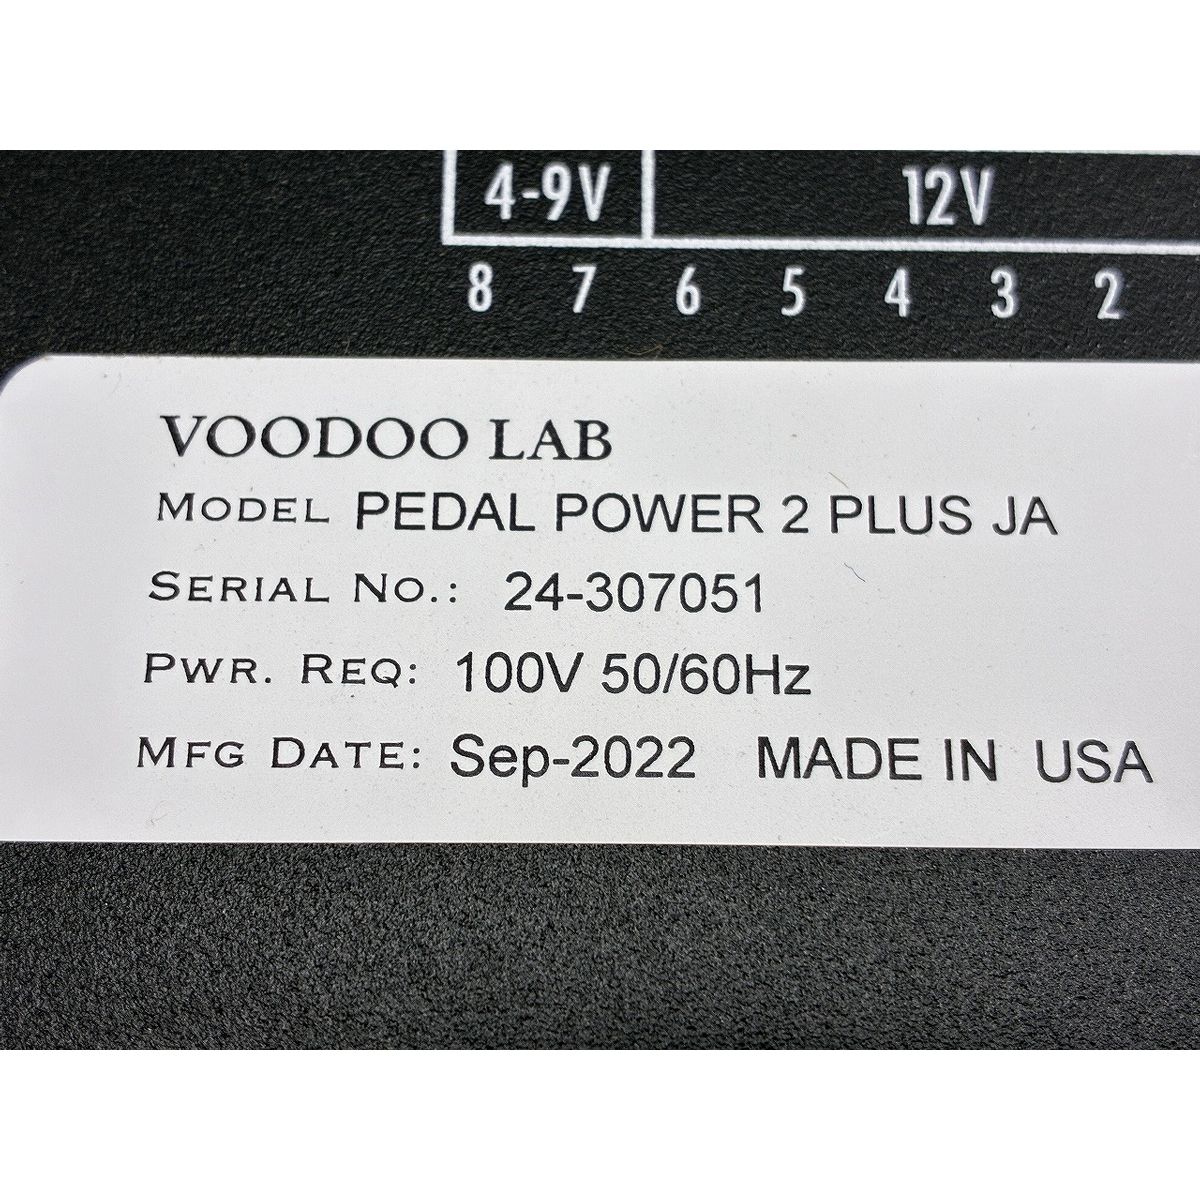 4-9V 12V
8 7 6 5 4 3 2
VOODOO LAB
MODEL PEDAL POWER 2 PLUS JA
SERIAL NO.: 24-307051
PWR. REQ: 100V 50/60Hz
MFG DATE: Sep-2022 MADE IN USA